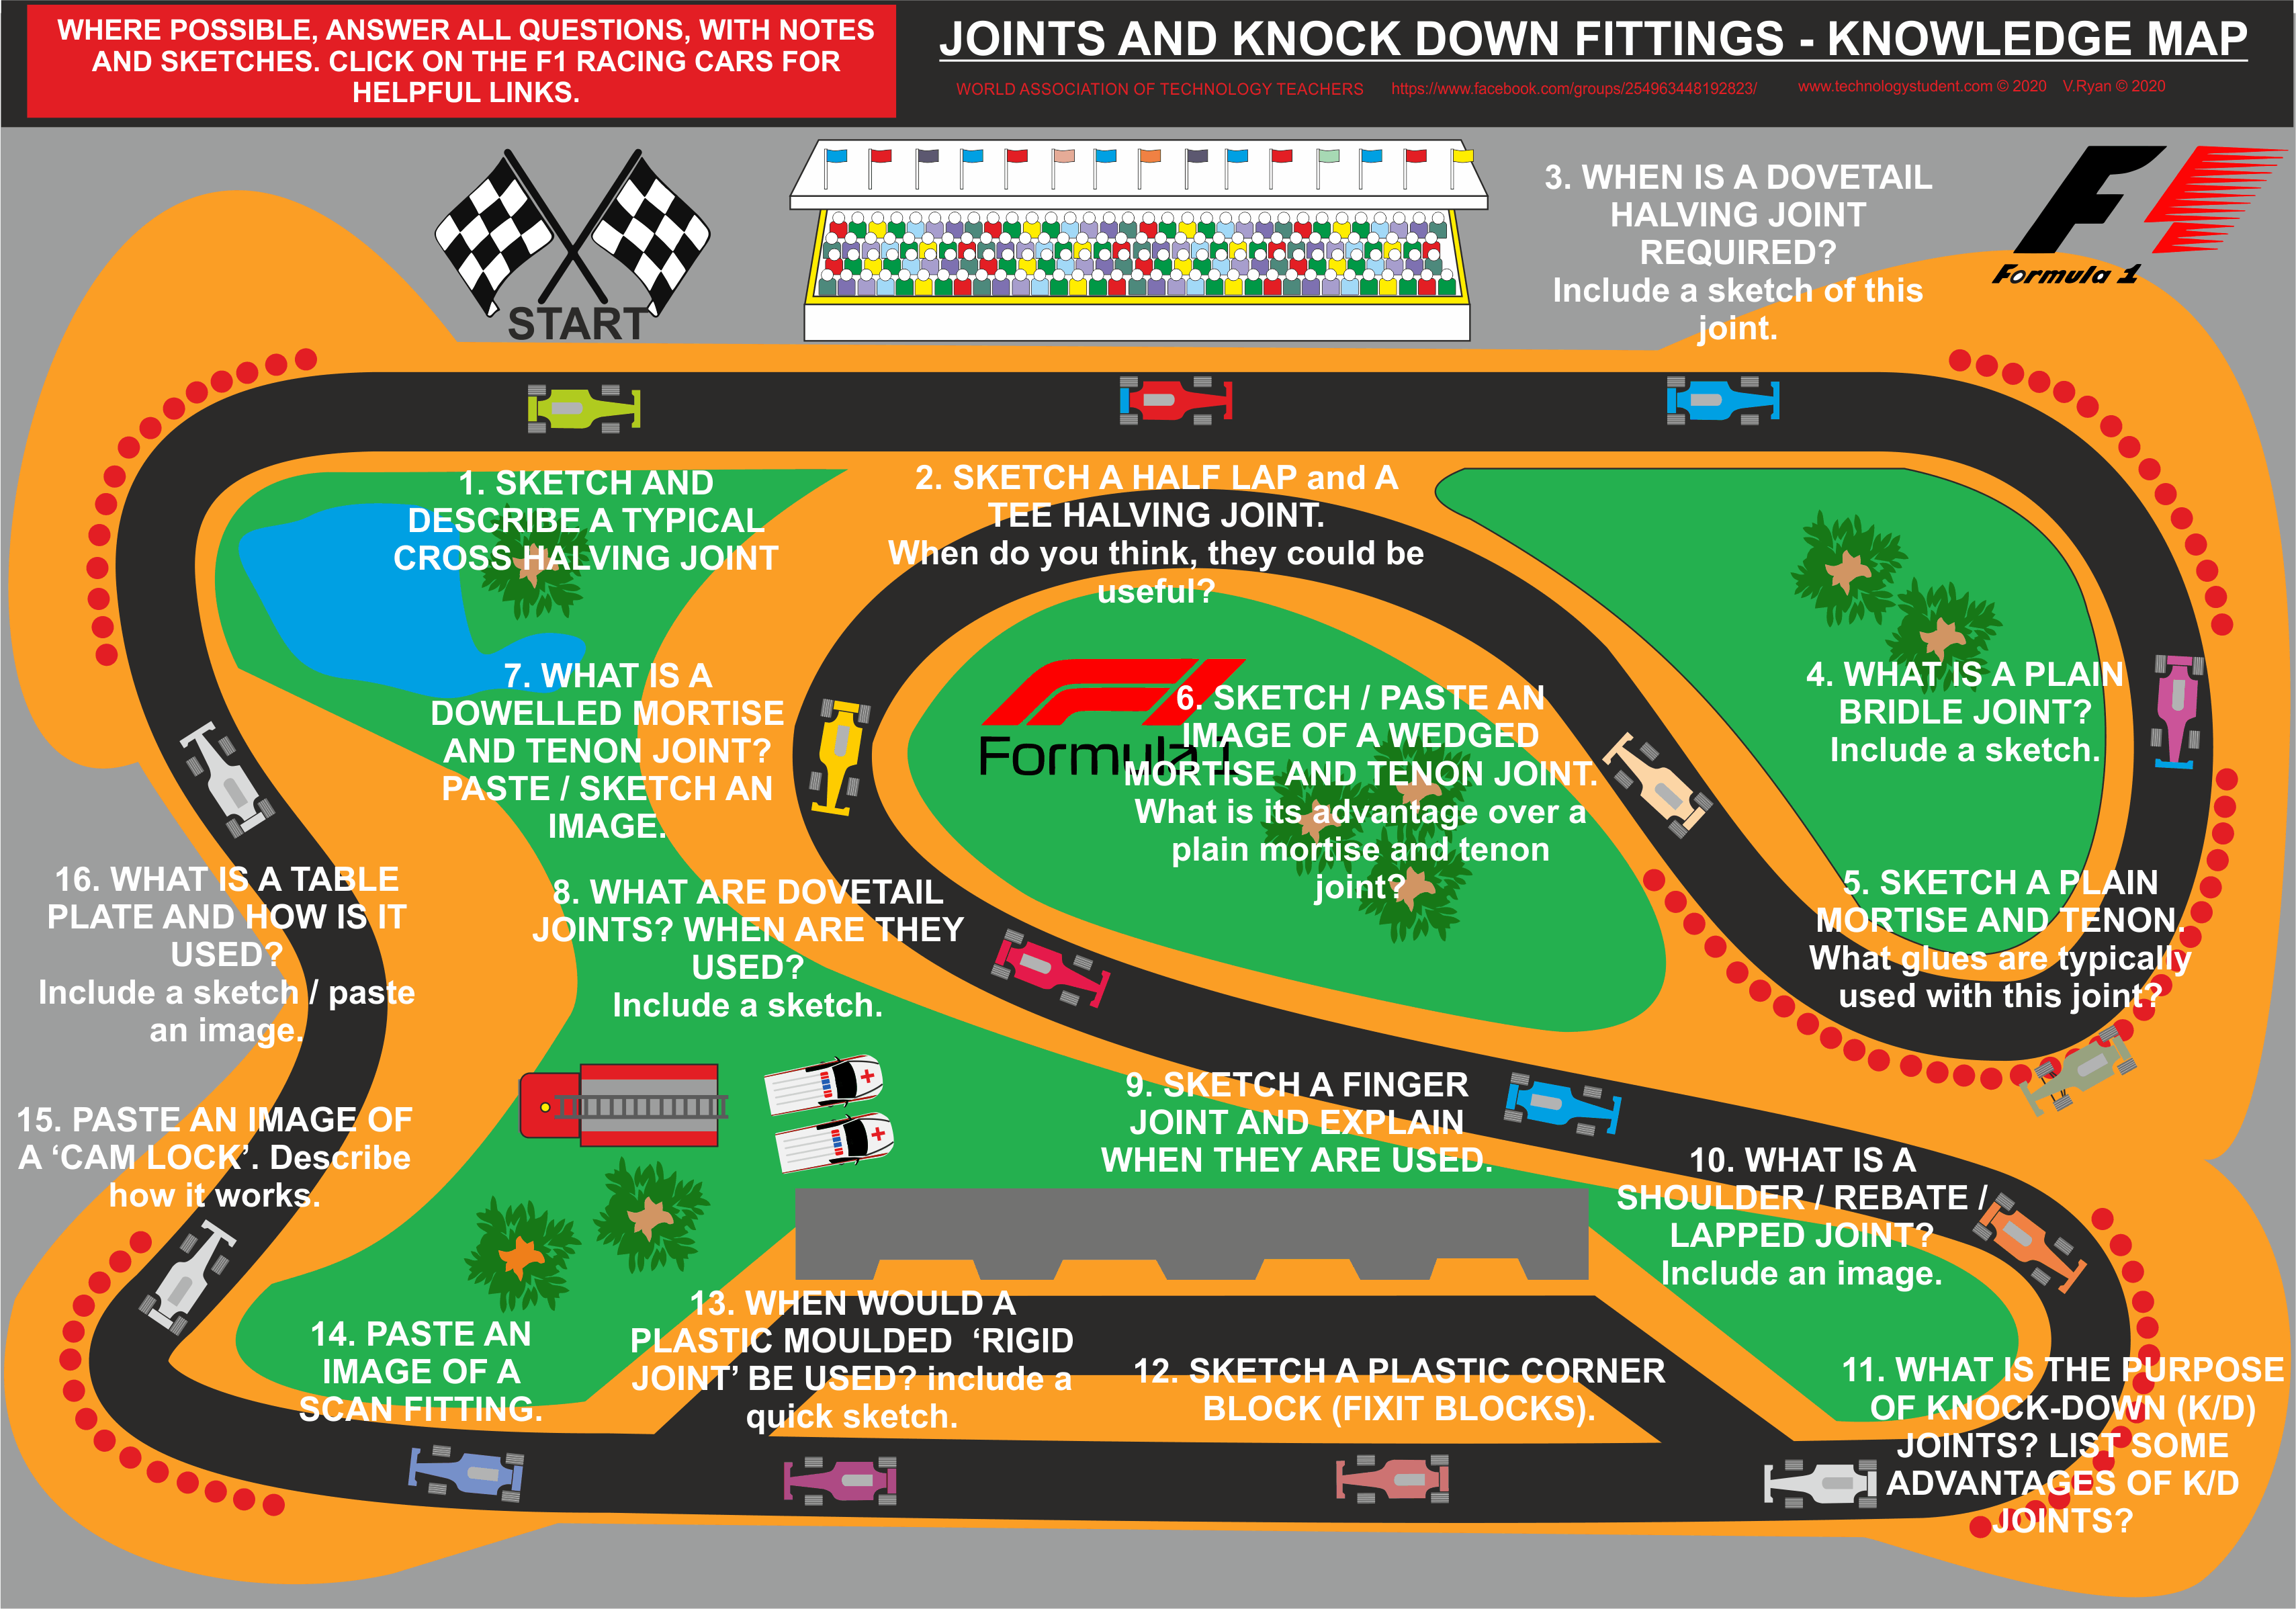 WHERE POSSIBLE, ANSWER ALL QUESTIONS, WITH NOTES
AND SKETCHES. CLICK ON THE F1 RACING CARS FOR
HELPFUL LINKS.
JOINTS AND KNOCK DOWN FITTINGS - KNOWLEDGE MAP
WORLD ASSOCIATION OF TECHNOLOGY TEACHERS https://www.facebook.com/groups/254963448192823/ www.technologystudent.com © 2020 V.Ryan © 2020
START
3. WHEN IS A DOVETAIL
HALVING JOINT
REQUIRED?
Include a sketch of this
joint.
F1
Formula 1
1. SKETCH AND
DESCRIBE A TYPICAL
CROSS HALVING JOINT
2. SKETCH A HALF LAP and A
TEE HALVING JOINT.
When do you think, they could be
useful?
4. WHAT IS A PLAIN
BRIDLE JOINT?
Include a sketch.
7. WHAT IS A
DOWELLED MORTISE
AND TENON JOINT?
PASTE / SKETCH AN
IMAGE.
Formula 1
6. SKETCH / PASTE AN
IMAGE OF A WEDGED
MORTISE AND TENON JOINT.
What is its advantage over a
plain mortise and tenon
joint?
5. SKETCH A PLAIN
MORTISE AND TENON.
What glues are typically
used with this joint?
16. WHAT IS A TABLE
PLATE AND HOW IS IT
USED?
Include a sketch / paste
an image.
8. WHAT ARE DOVETAIL
JOINTS? WHEN ARE THEY
USED?
Include a sketch.
9. SKETCH A FINGER
JOINT AND EXPLAIN
WHEN THEY ARE USED.
10. WHAT IS A
SHOULDER / REBATE /
LAPPED JOINT?
Include an image.
15. PASTE AN IMAGE OF
A ‘CAM LOCK’. Describe
how it works.
14. PASTE AN
IMAGE OF A
SCAN FITTING.
13. WHEN WOULD A
PLASTIC MOULDED ‘RIGID
JOINT’ BE USED? include a
quick sketch.
12. SKETCH A PLASTIC CORNER
BLOCK (FIXIT BLOCKS).
11. WHAT IS THE PURPOSE
OF KNOCK-DOWN (K/D)
JOINTS? LIST SOME
ADVANTAGES OF K/D
JOINTS?